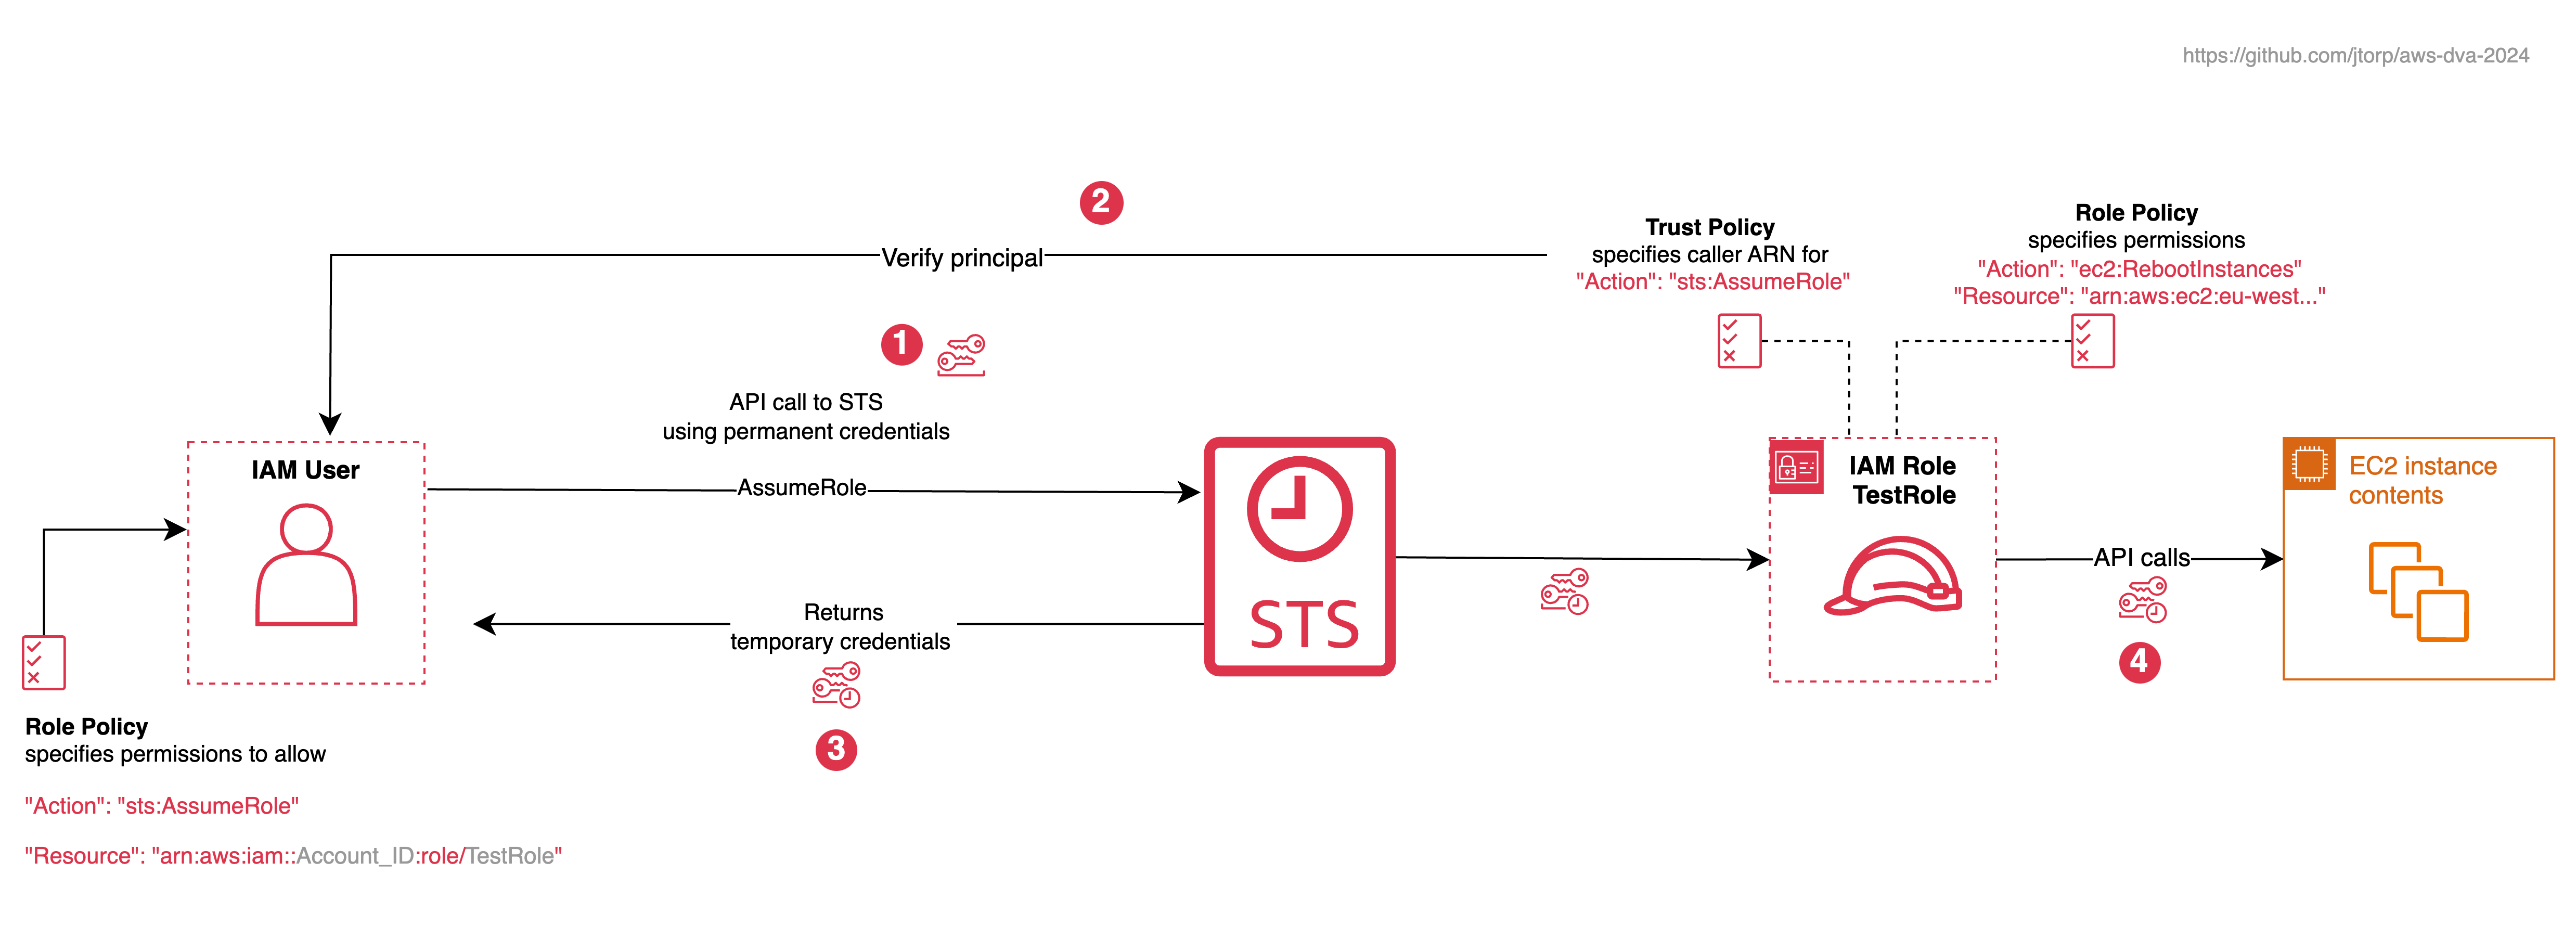 https://github.com/jtorp/aws-dva-2024
2
Verify principal
Trust Policy
specifies caller ARN for
"Action": "sts:AssumeRole"
Role Policy
specifies permissions
"Action": "ec2:RebootInstances"
"Resource": "arn:aws:ec2:eu-west..."
1
API call to STS
using permanent credentials
IAM User
AssumeRole
STS
Returns
temporary credentials
3
IAM Role
TestRole
API calls
4
EC2 instance
contents
Role Policy
specifies permissions to allow
"Action": "sts:AssumeRole"
"Resource": "arn:aws:iam::Account_ID:role/TestRole"